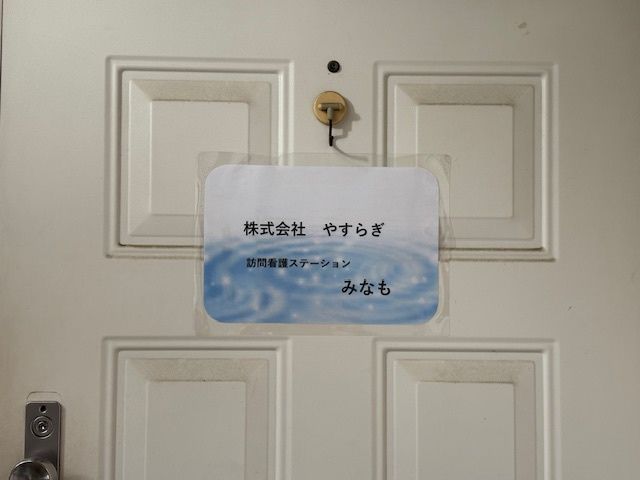 株式会社　やすらぎ
訪問看護ステーション
みなも